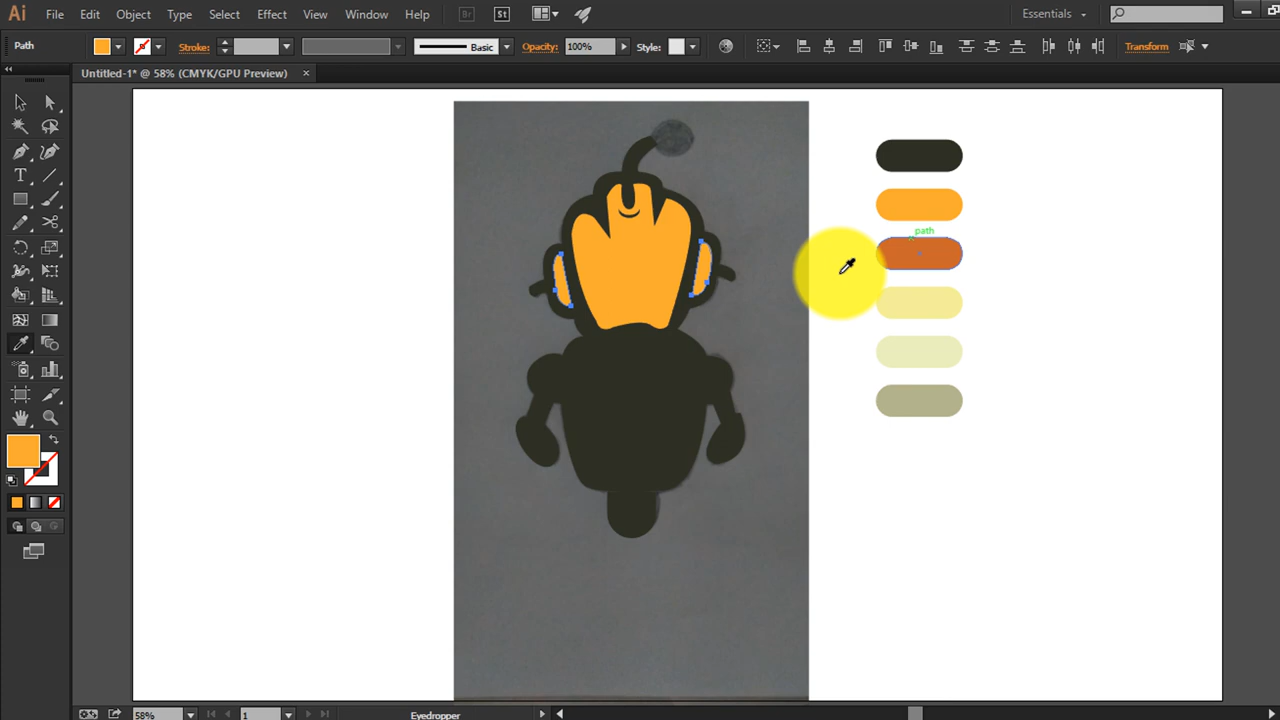 Ai File Edit Object Type Select Effect View Window Help Br St Essentials
Path Stroke: Basic Opacity: 100% Style: Transform
Untitled-1* @ 58% (CMYK/GPU Preview) ×
path
58% 1 Eyedropper